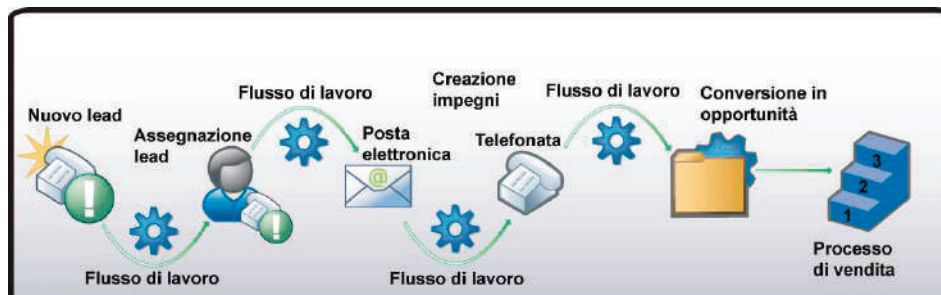 Nuovo lead
Flusso di lavoro
Assegnazione
lead
Flusso di lavoro
Posta
elettronica
@
Creazione
impegni
Flusso di lavoro
Telefonata
Flusso di lavoro
Conversione in
opportunità
3
2
1
Processo
di vendita